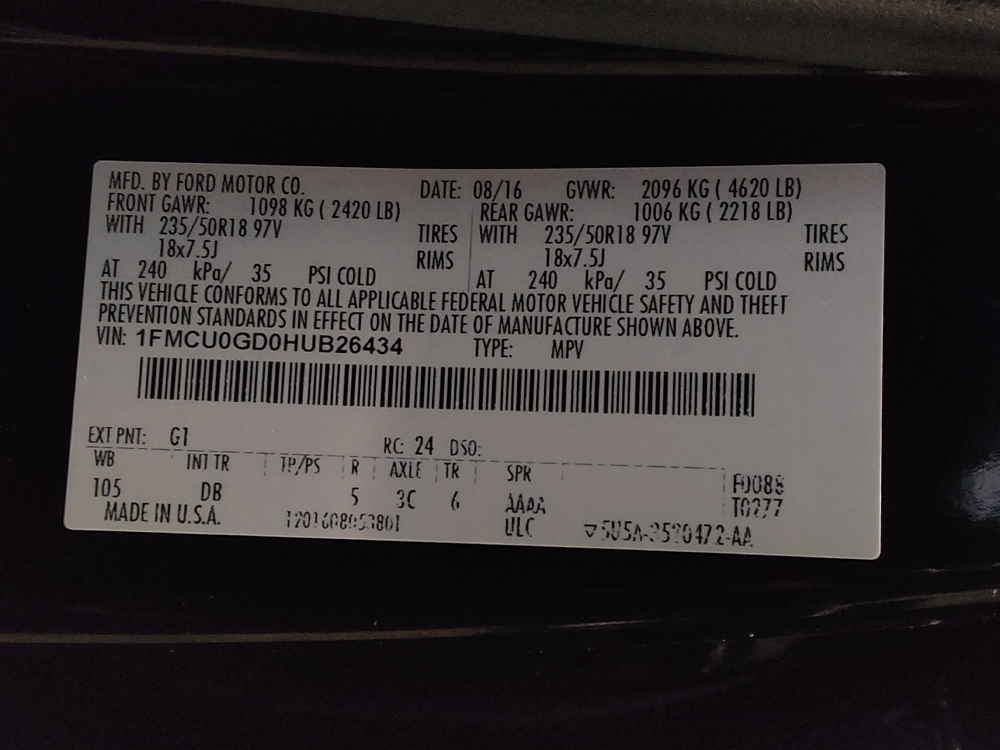 MFD. BY FORD MOTOR CO. DATE: 08/16 GVWR: 2096 KG ( 4620 LB)
FRONT GAWR: 1098 KG ( 2420 LB) REAR GAWR: 1006 KG ( 2218 LB)
WITH 235/50R18 97V TIRES WITH 235/50R18 97V TIRES
18x7.5J RIMS 18x7.5J RIMS
AT 240 kPa/ 35 PSI COLD AT 240 kPa/ 35 PSI COLD
THIS VEHICLE CONFORMS TO ALL APPLICABLE FEDERAL MOTOR VEHICLE SAFETY AND THEFT
PREVENTION STANDARDS IN EFFECT ON THE DATE OF MANUFACTURE SHOWN ABOVE.
VIN: 1FMCU0GD0HUB26434 TYPE: MPV
EXT PNT: G1 RC: 24 DSO:
WB INT TR TP/PS R AXLE TR SPR F0088
105 DB 5 3C 6 AAAA T0277
MADE IN U.S.A. ULC